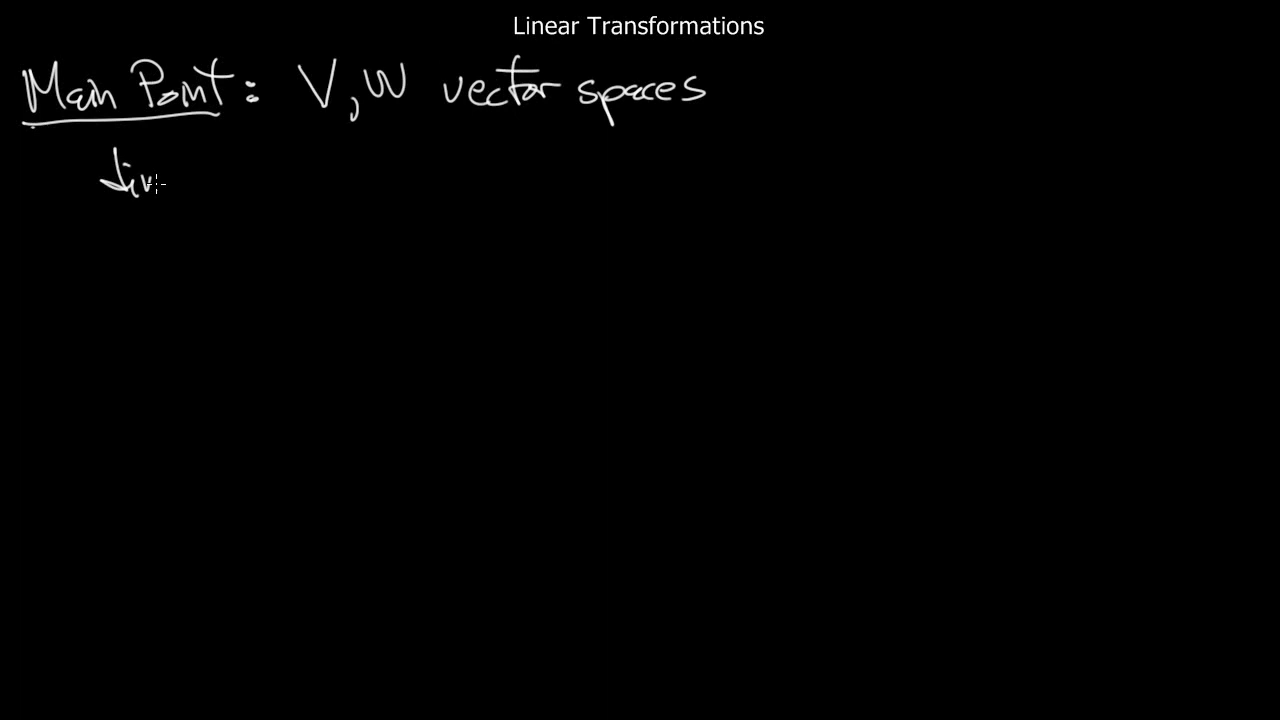 Linear Transformations
Main Point: V, W vector spaces